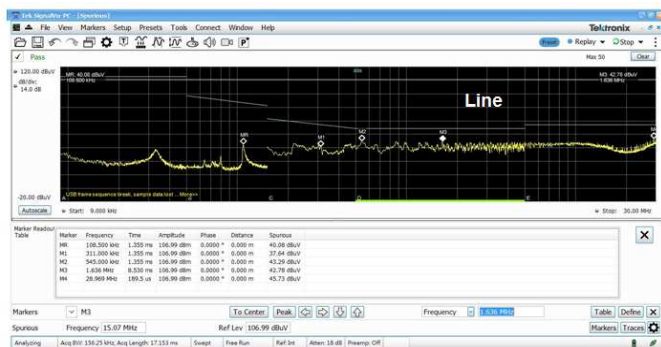 Tek SignalVu PC - [Spurious]
File View Markers Setup Presets Tools Connect Window Help
Tektronix
Preset Replay Stop
Pass
Max 50 Clear
120.00 dBuV
dB/div:
14.0 dB
MR: 40.08 dBuV
108.500 kHz
M3: 42.78 dBuV
1.636 MHz
Line
MR
M1
M2
M3
USB frame sequence break, sample data lost ...More>>
-20.00 dBuV
A B C D E
Autoscale Start: 9.000 kHz Stop: 30.00 MHz
Marker Readout
Table
Marker Frequency Time Amplitude Phase Distance Spurious
MR 108.500 kHz 1.355 ms 106.99 dBm 0.0000 ° 0.000 m 40.08 dBuV
M1 311.000 kHz 1.355 ms 106.99 dBm 0.0000 ° 0.000 m 37.64 dBuV
M2 545.000 kHz 1.355 ms 106.99 dBm 0.0000 ° 0.000 m 43.29 dBuV
M3 1.636 MHz 8.530 ms 106.99 dBm 0.0000 ° 0.000 m 42.78 dBuV
M4 28.969 MHz 189.5 us 106.99 dBm 0.0000 ° 0.000 m 45.73 dBuV
Markers M3 To Center Peak Frequency 1.636 MHz Table Define
Spurious Frequency 15.07 MHz Ref Lev 106.99 dBuV Markers Traces
Analyzing Acq BW: 156.25 kHz, Acq Length: 17.153 ms Swept Free Run Ref: Int Atten: 18 dB Preamp: Off